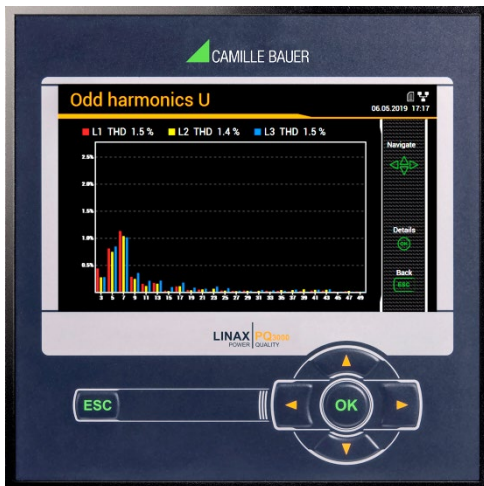 CAMILLE BAUER
Odd harmonics U
06.05.2019 17:17
L1 THD 1.5 % L2 THD 1.4 % L3 THD 1.5 %
Navigate
2.5%
2.0%
1.5%
1.0%
0.5%
3 5 7 9 11 13 15 17 19 21 23 25 27 29 31 33 35 37 39 41 43 45 47 49
Details
OK
Back
ESC
LINAX PQ3000
POWER QUALITY
ESC
OK